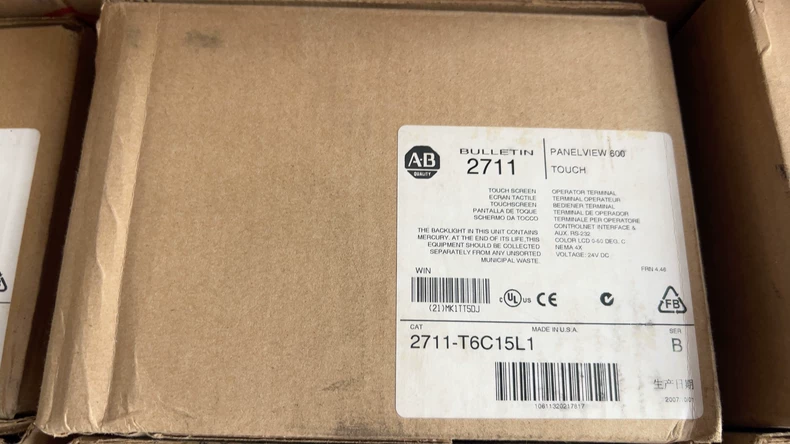 A-B
QUALITY
BULLETIN
2711
PANELVIEW 600
TOUCH
TOUCH SCREEN
ECRAN TACTILE
TOUCHSCREEN
PANTALLA DE TOQUE
SCHERMO DA TOCCO
OPERATOR TERMINAL
TERMINAL OPERATEUR
BEDIENER TERMINAL
TERMINAL DE OPERADOR
TERMINALE PER OPERATORE
CONTROLNET INTERFACE &
AUX. RS-232
COLOR LCD 0-55 DEG. C
NEMA 4X
VOLTAGE: 24V DC
THE BACKLIGHT IN THIS UNIT CONTAINS
MERCURY. AT THE END OF ITS LIFE, THIS
EQUIPMENT SHOULD BE COLLECTED
SEPARATELY FROM ANY UNSORTED
MUNICIPAL WASTE.
WIN
FRN 4.46
(21)MK1TT5DJ
c UL US CE
FB
CAT
MADE IN U.S.A.
SER
2711-T6C15L1
B
生产日期